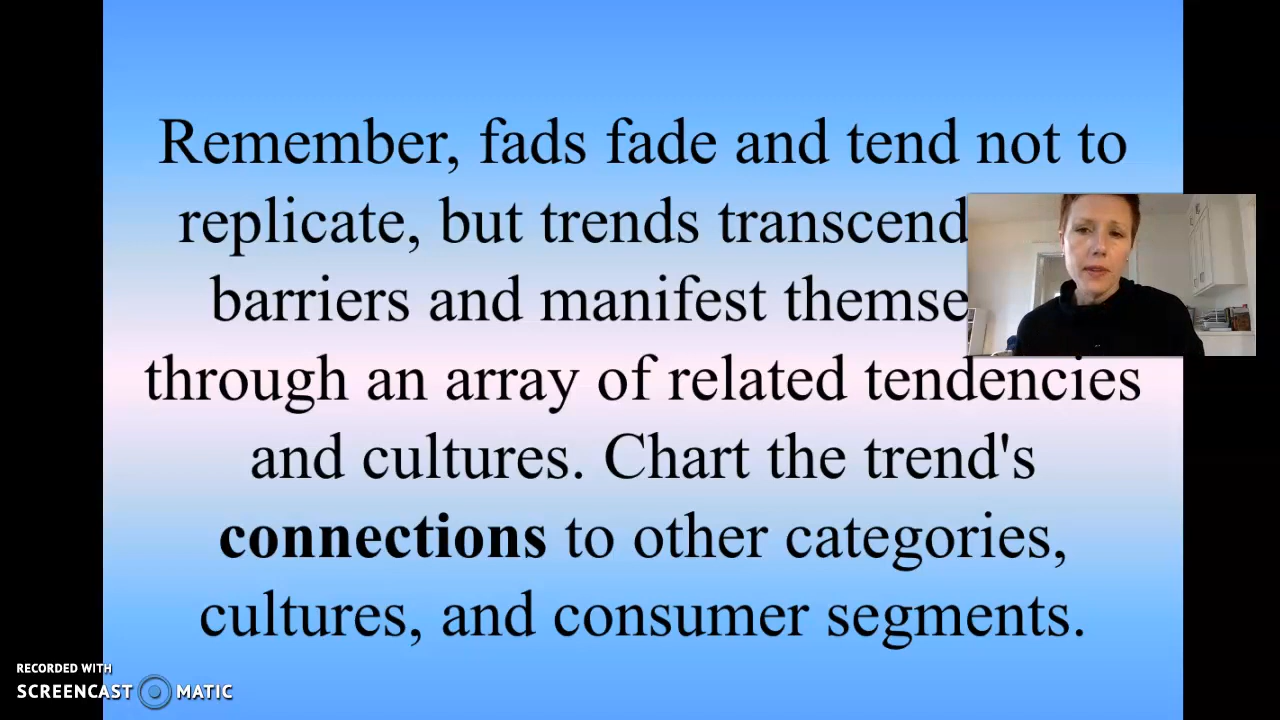 Remember, fads fade and tend not to
replicate, but trends transcend
barriers and manifest
through an array of related tendencies
and cultures. Chart the trend's
connections to other categories,
cultures, and consumer segments.
RECORDED WITH
SCREENCAST MATIC